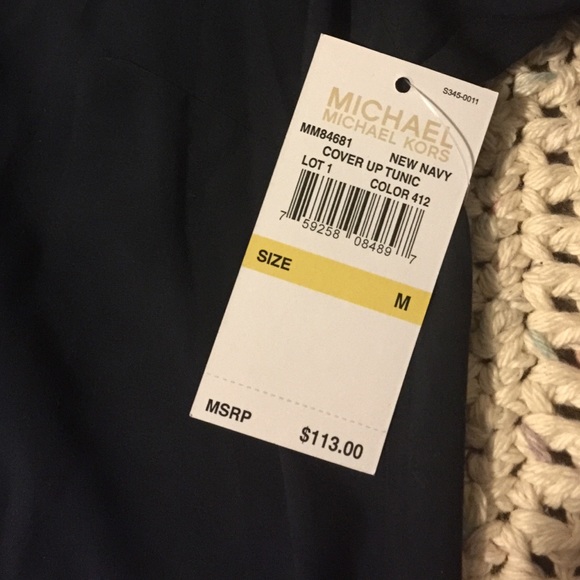 S345-0011
MICHAEL
MICHAEL KORS
MM84681 NEW NAVY
COVER UP TUNIC
LOT 1 COLOR 412
7 59258 08489 7
SIZE M
MSRP $113.00